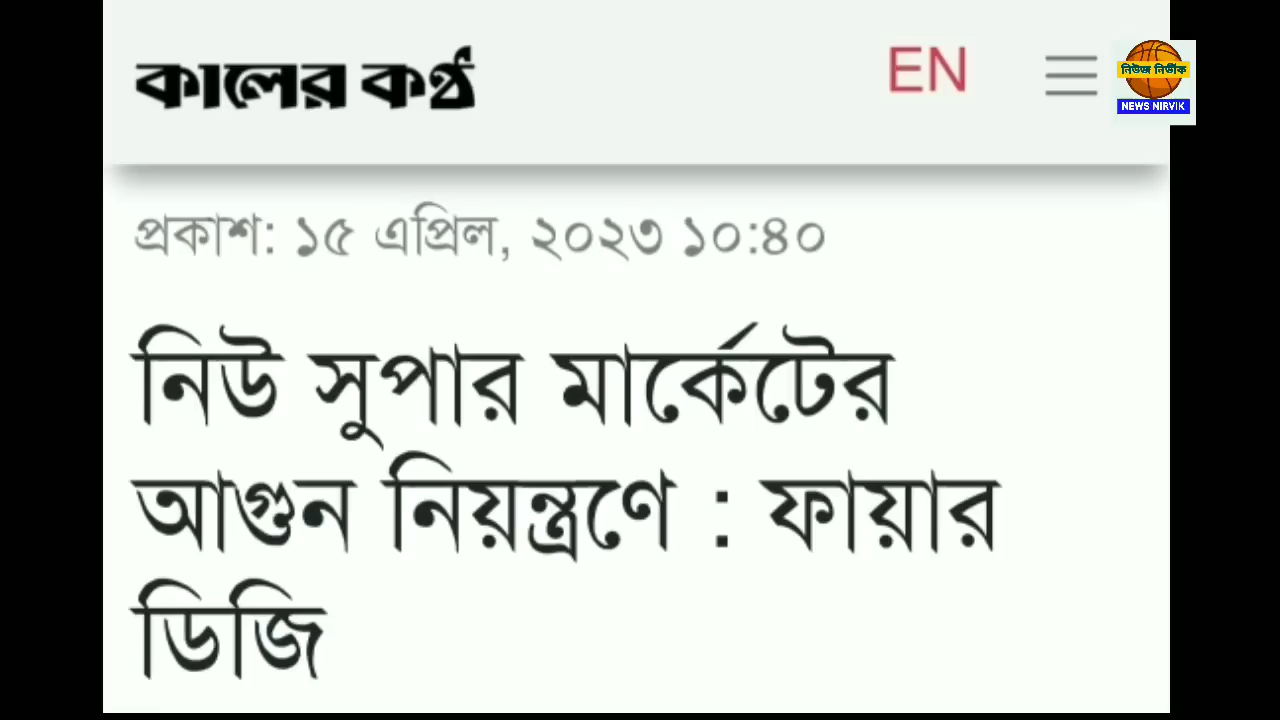 কালের কণ্ঠ
EN
নিউজ নির্ভীক
NEWS NIRVIK
প্রকাশ: ১৫ এপ্রিল, ২০২৩ ১০:৪০
নিউ সুপার মার্কেটের
আগুন নিয়ন্ত্রণে : ফায়ার
ডিজি